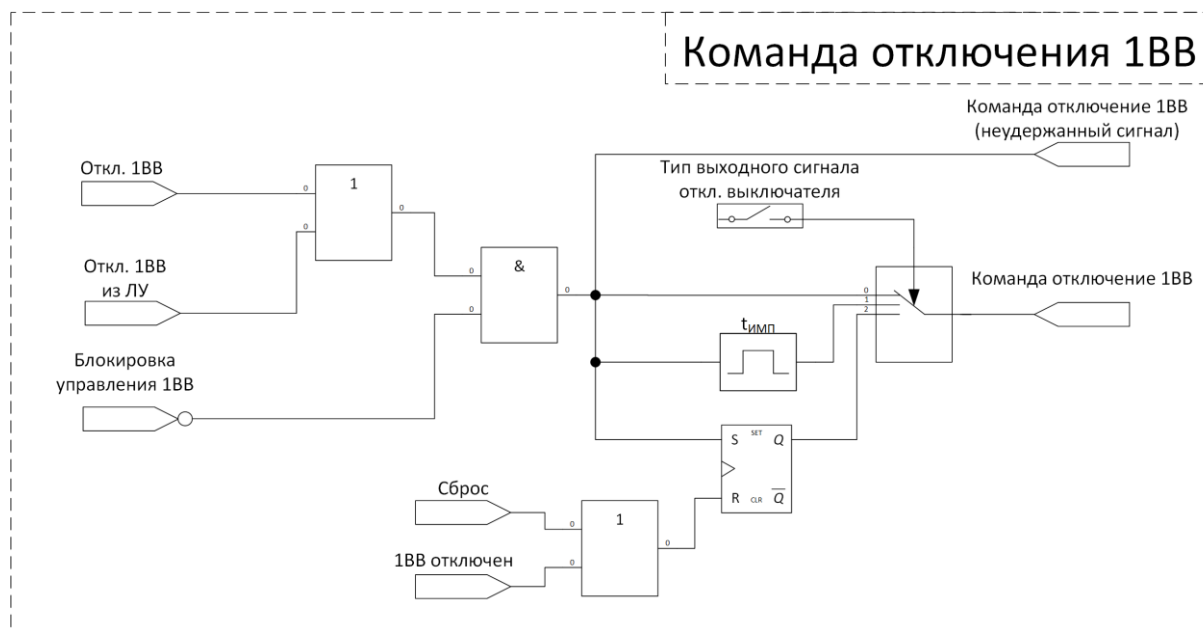 Команда отключения 1ВВ
Команда отключение 1ВВ
(неудержанный сигнал)
Откл. 1ВВ
0
1
0
0
Тип выходного сигнала
откл. выключателя
Откл. 1ВВ
из ЛУ
0
&
0
0
0
1
2
Команда отключение 1ВВ
tимп
Блокировка
управления 1ВВ
S SET Q
R CLR Q
Сброс
0
1
0
0
1ВВ отключен